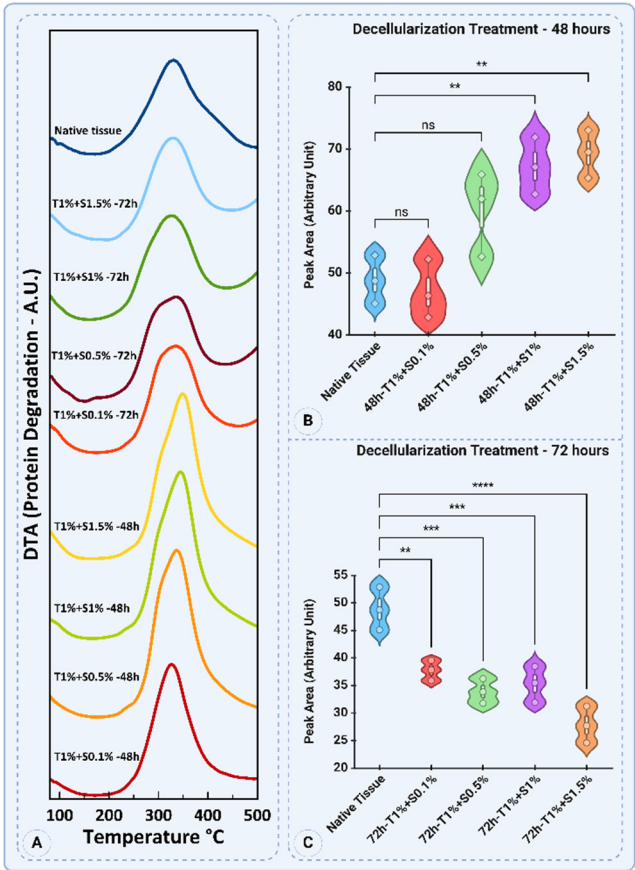 DTA (Protein Degradation - A.U.)
Native tissue
T1%+S1.5% -72h
T1%+S1% -72h
T1%+S0.5% -72h
T1%+S0.1% -72h
T1%+S1.5% -48h
T1%+S1% -48h
T1%+S0.5% -48h
T1%+S0.1% -48h
100 200 300 400 500
Temperature °C
A
Decellularization Treatment - 48 hours
Peak Area (Arbitrary Unit)
80
70
60
50
40
**
**
ns
ns
Native Tissue
48h-T1%+S0.1%
48h-T1%+S0.5%
48h-T1%+S1%
48h-T1%+S1.5%
B
Decellularization Treatment - 72 hours
Peak Area (Arbitrary Unit)
55
50
45
40
35
30
25
20
****
***
***
**
Native Tissue
72h-T1%+S0.1%
72h-T1%+S0.5%
72h-T1%+S1%
72h-T1%+S1.5%
C